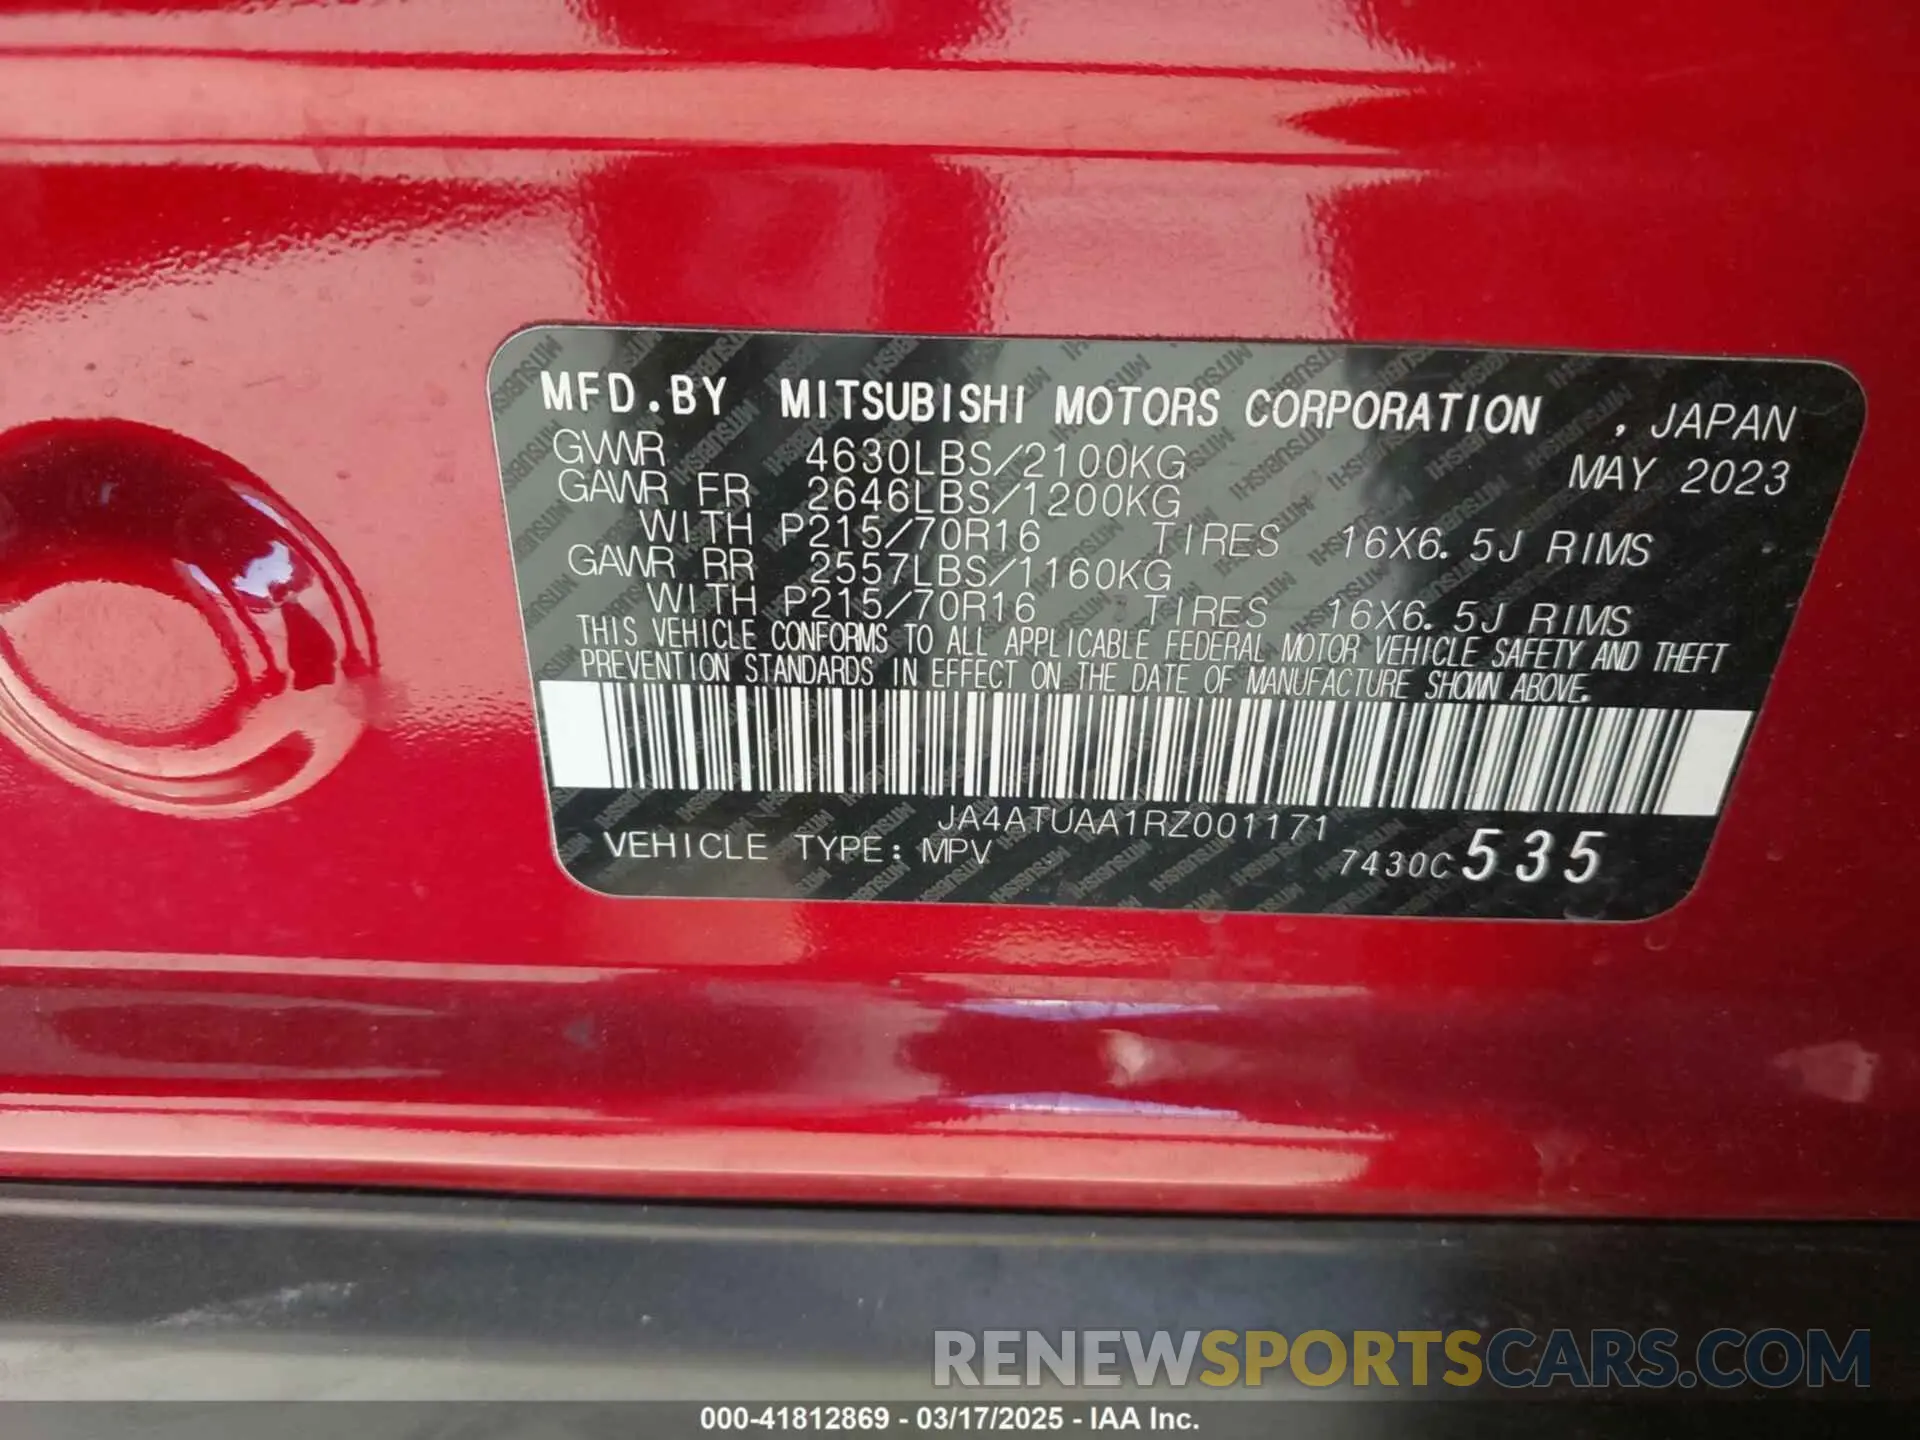 MFD.BY MITSUBISHI MOTORS CORPORATION , JAPAN
GVWR 4630LBS/2100KG MAY 2023
GAWR FR 2646LBS/1200KG
WITH P215/70R16 TIRES 16X6.5J RIMS
GAWR RR 2557LBS/1160KG
WITH P215/70R16 TIRES 16X6.5J RIMS
THIS VEHICLE CONFORMS TO ALL APPLICABLE FEDERAL MOTOR VEHICLE SAFETY AND THEFT
PREVENTION STANDARDS IN EFFECT ON THE DATE OF MANUFACTURE SHOWN ABOVE.
JA4ATUAA1RZ001171
VEHICLE TYPE: MPV 7430C 535
RENEWSPORTSCARS.COM
000-41812869 - 03/17/2025 - IAA Inc.